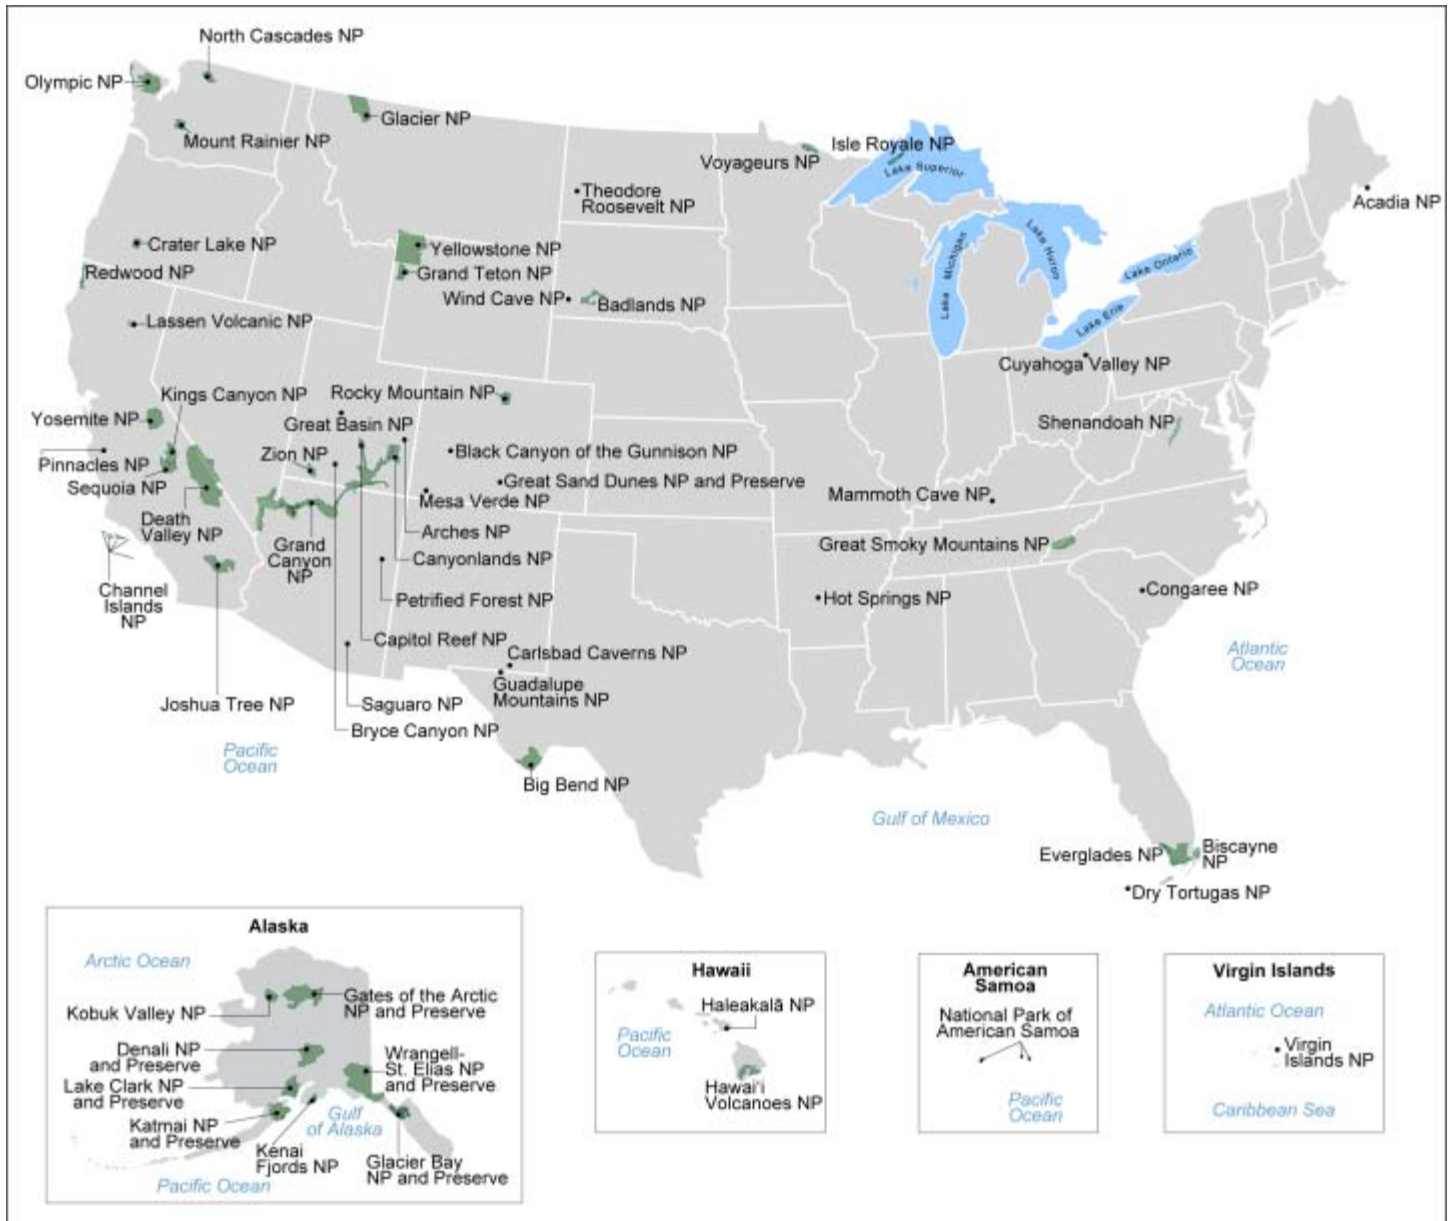 North Cascades NP
Olympic NP
Glacier NP
Mount Rainier NP
Voyageurs NP
Isle Royale NP
Lake Superior
Theodore
Roosevelt NP
Acadia NP
Crater Lake NP
Yellowstone NP
Lake Michigan
Lake Huron
Lake Ontario
Redwood NP
Grand Teton NP
Wind Cave NP
Badlands NP
Lassen Volcanic NP
Lake Erie
Cuyahoga Valley NP
Kings Canyon NP
Rocky Mountain NP
Yosemite NP
Great Basin NP
Shenandoah NP
Zion NP
Black Canyon of the Gunnison NP
Pinnacles NP
Sequoia NP
Great Sand Dunes NP and Preserve
Mesa Verde NP
Mammoth Cave NP
Death
Valley NP
Arches NP
Grand
Canyon
NP
Canyonlands NP
Great Smoky Mountains NP
Channel
Islands
NP
Petrified Forest NP
Hot Springs NP
Congaree NP
Capitol Reef NP
Carlsbad Caverns NP
Atlantic
Ocean
Guadalupe
Mountains NP
Joshua Tree NP
Saguaro NP
Bryce Canyon NP
Pacific
Ocean
Big Bend NP
Gulf of Mexico
Everglades NP
Biscayne
NP
Dry Tortugas NP
Alaska
Arctic Ocean
Kobuk Valley NP
Gates of the Arctic
NP and Preserve
Denali NP
and Preserve
Wrangell-
St. Elias NP
and Preserve
Lake Clark NP
and Preserve
Katmai NP
and Preserve
Gulf
of Alaska
Kenai
Fjords NP
Glacier Bay
NP and Preserve
Pacific Ocean
Hawaii
Haleakalā NP
Pacific
Ocean
Hawai'i
Volcanoes NP
American
Samoa
National Park of
American Samoa
Pacific
Ocean
Virgin Islands
Atlantic Ocean
Virgin
Islands NP
Caribbean Sea